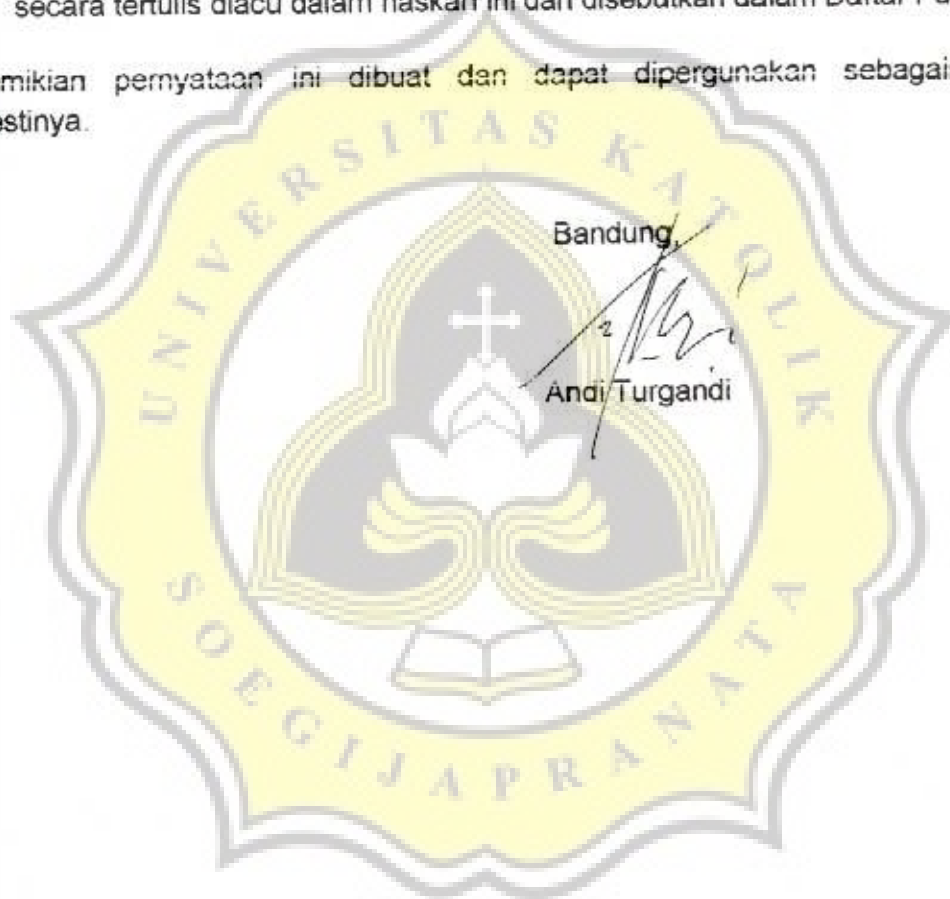 secara tertulis diacu dalam naskah ini dan disebutkan dalam Daftar Pu
mikian pernyataan ini dibuat dan dapat dipergunakan sebagai
estinya.
UNIVERSITAS KATOLIK
Bandung,
Andi Turgandi
SOEGIJAPRANATA